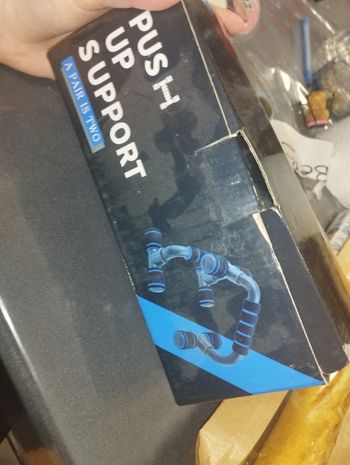 PUSH
UP
SUPPORT
A PAIR IS TWO